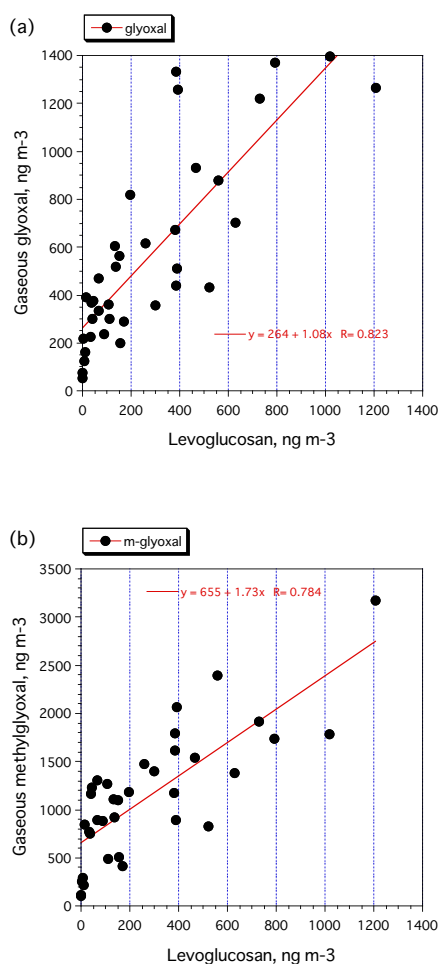 (a)
glyoxal
1400
1200
1000
800
600
400
200
0
Gaseous glyoxal, ng m-3
y = 264 + 1.08x R= 0.823
0 200 400 600 800 1000 1200 1400
Levoglucosan, ng m-3
(b)
m-glyoxal
3500
3000
2500
2000
1500
1000
500
0
Gaseous methylglyoxal, ng m-3
y = 655 + 1.73x R= 0.784
0 200 400 600 800 1000 1200 1400
Levoglucosan, ng m-3